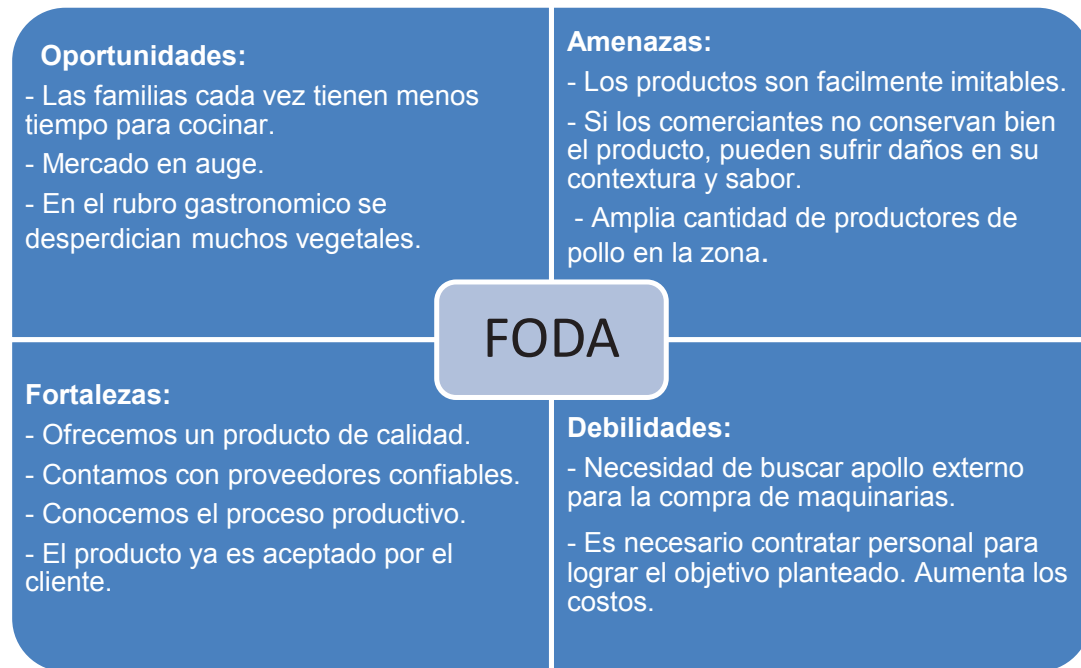 Oportunidades:
- Las familias cada vez tienen menos
tiempo para cocinar.
- Mercado en auge.
- En el rubro gastronomico se
desperdician muchos vegetales.
Amenazas:
- Los productos son facilmente imitables.
- Si los comerciantes no conservan bien
el producto, pueden sufrir daños en su
contextura y sabor.
- Amplia cantidad de productores de
pollo en la zona.
FODA
Fortalezas:
- Ofrecemos un producto de calidad.
- Contamos con proveedores confiables.
- Conocemos el proceso productivo.
- El producto ya es aceptado por el
cliente.
Debilidades:
- Necesidad de buscar apollo externo
para la compra de maquinarias.
- Es necesario contratar personal para
lograr el objetivo planteado. Aumenta los
costos.